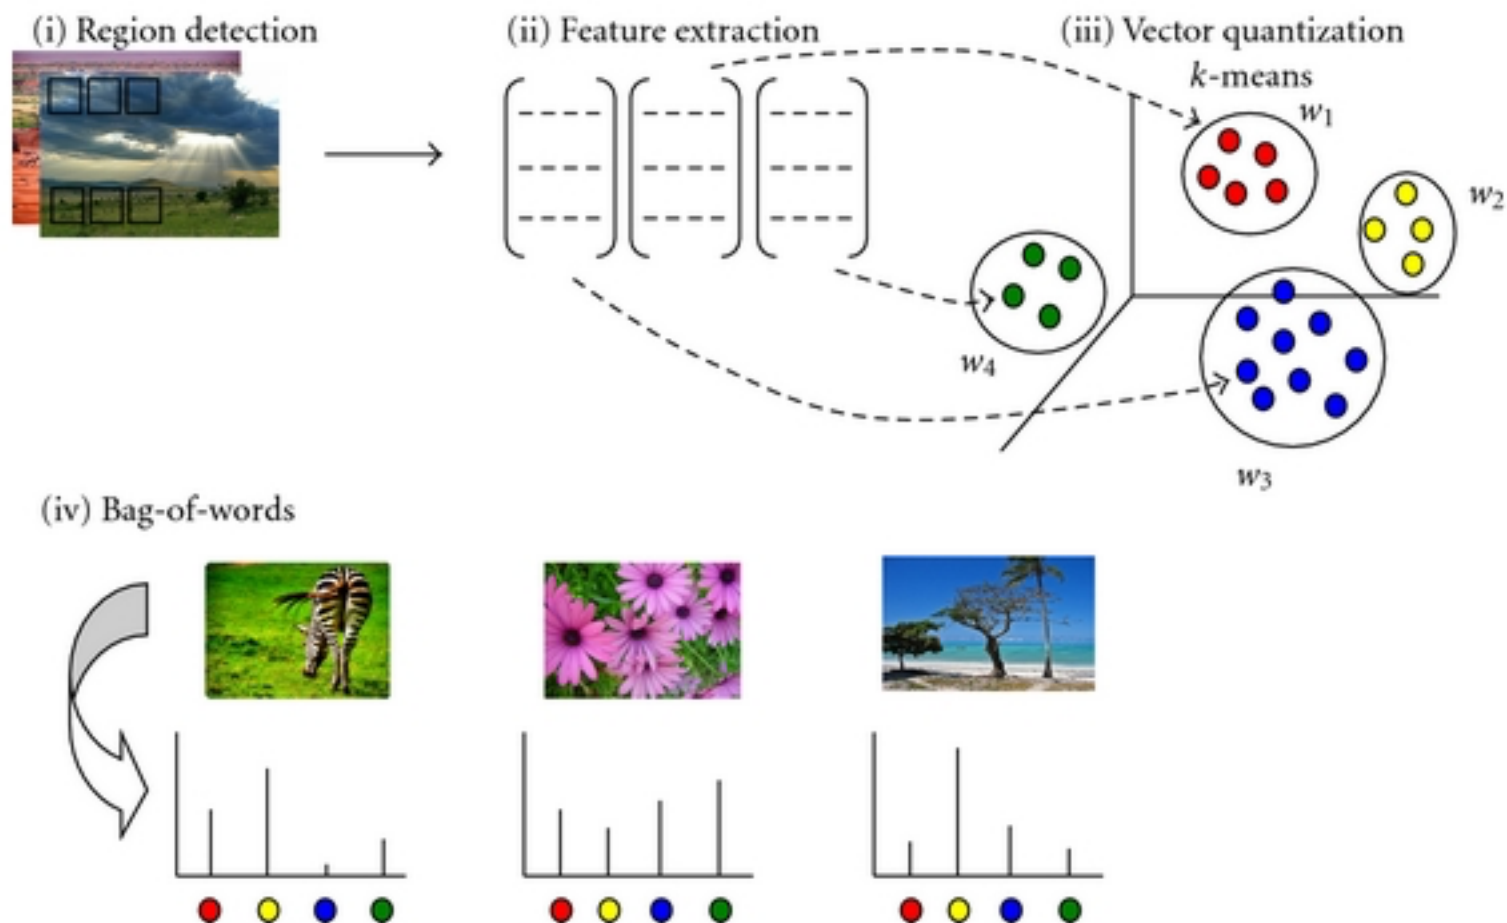 (i) Region detection
(ii) Feature extraction
(iii) Vector quantization
k-means
w1
w2
w4
w3
(iv) Bag-of-words